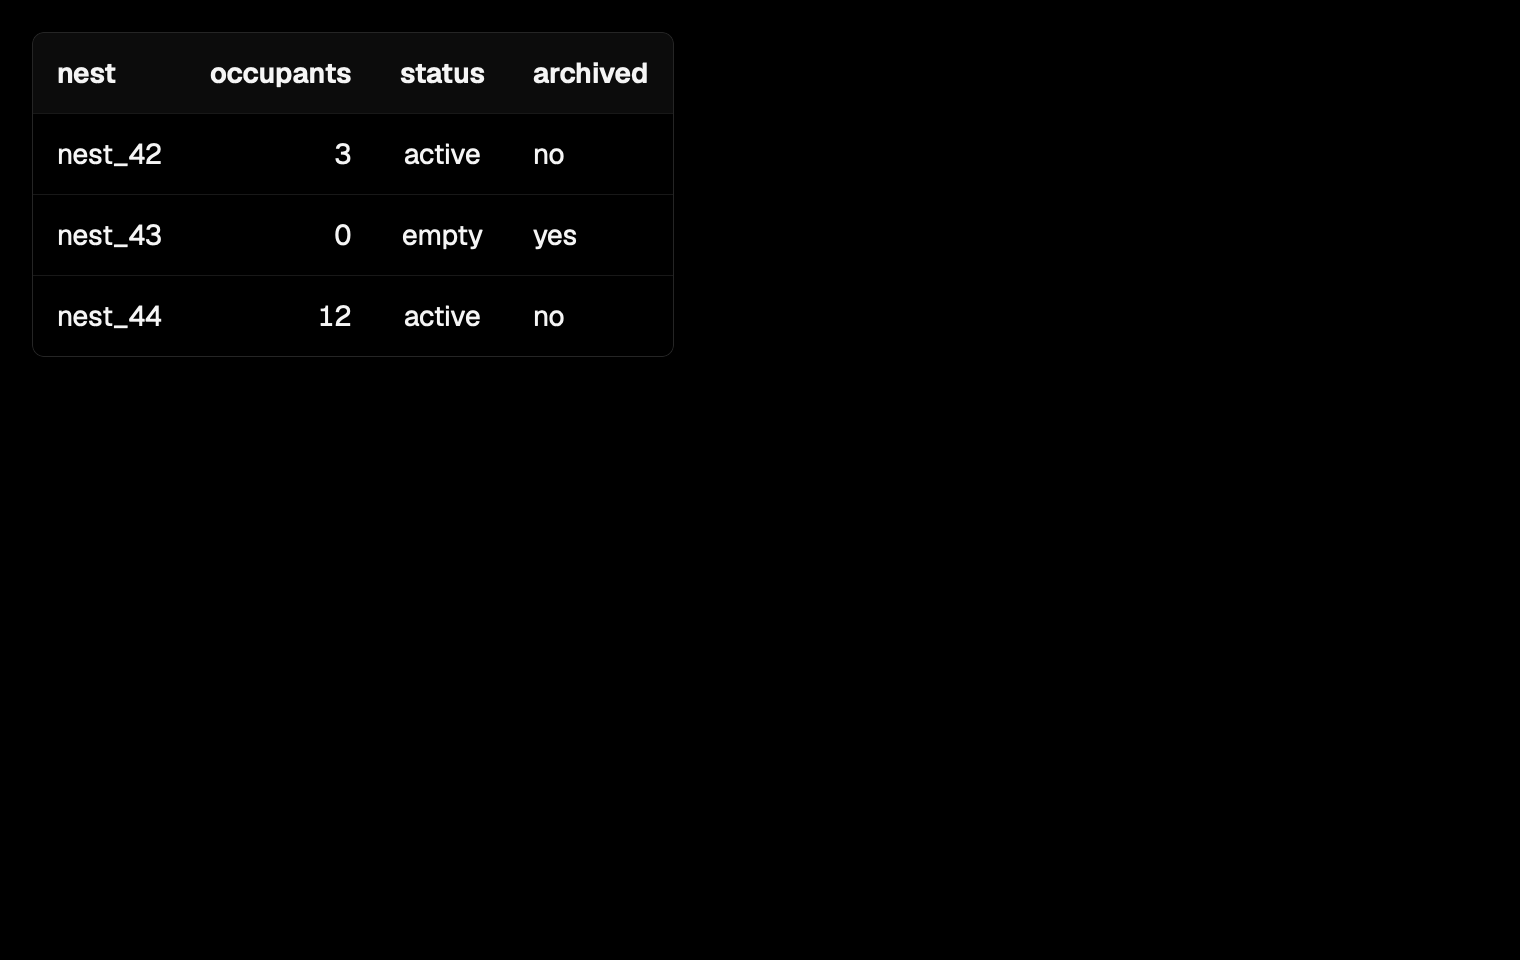 nest occupants status archived
nest_42 3 active no
nest_43 0 empty yes
nest_44 12 active no